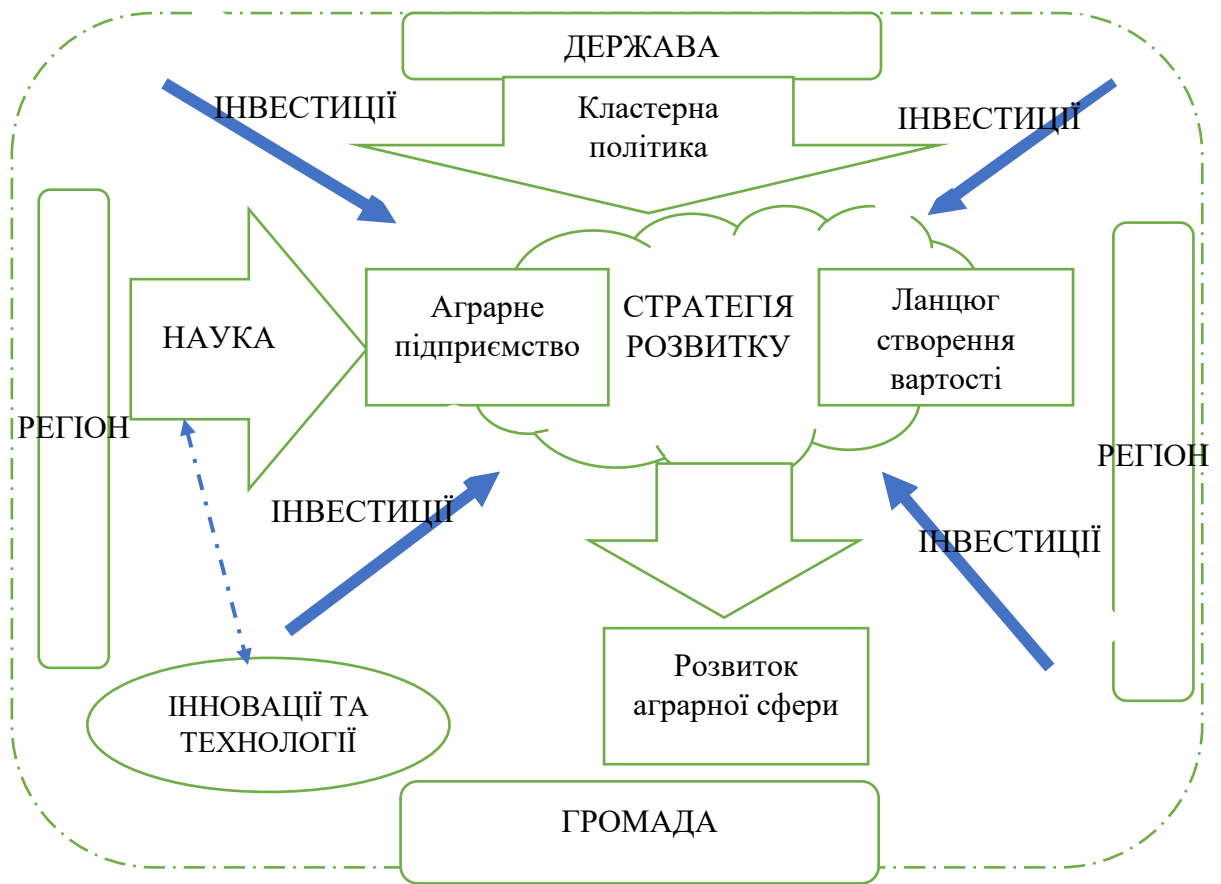 ДЕРЖАВА
ІНВЕСТИЦІЇ
Кластерна
політика
ІНВЕСТИЦІЇ
НАУКА
Аграрне
підприємство
СТРАТЕГІЯ
РОЗВИТКУ
Ланцюг
створення
вартості
РЕГІОН
РЕГІОН
ІНВЕСТИЦІЇ
ІНВЕСТИЦІЇ
ІННОВАЦІЇ ТА
ТЕХНОЛОГІЇ
Розвиток
аграрної сфери
ГРОМАДА